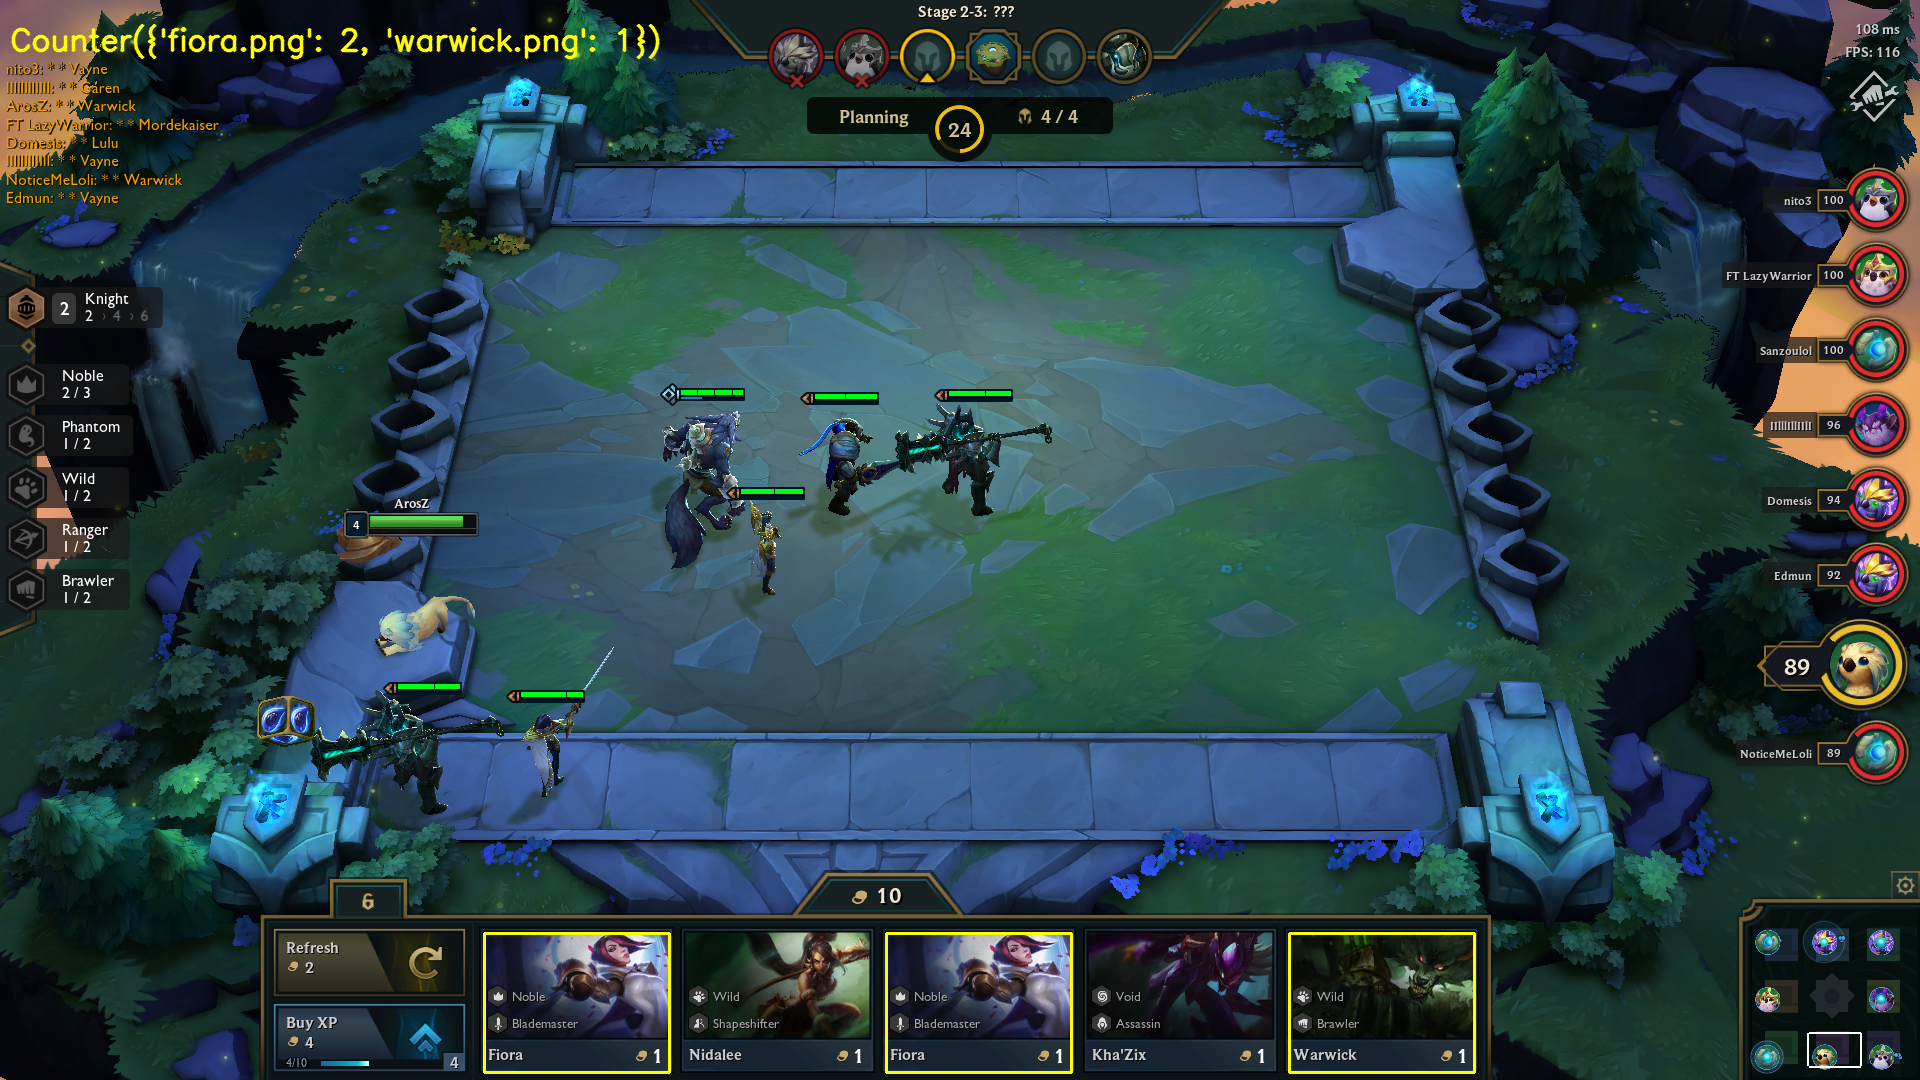 Stage 2-3: ???
108 ms
FPS: 116
Counter({'fiora.png': 2, 'warwick.png': 1})
nito3: * * Vayne
llllllllllll: * * Garen
ArosZ: * * Warwick
FT LazyWarrior: * * Mordekaiser
Domesis: * * Lulu
llllllllllll: * * Vayne
NoticeMeLoli: * * Warwick
Edmun: * * Vayne
Planning
24
4 / 4
nito3 100
FT LazyWarrior 100
Sanzoulol 100
llllllllllll 96
Domesis 94
Edmun 92
89
NoticeMeLoli 89
2
Knight
2 › 4 › 6
Noble
2 / 3
Phantom
1 / 2
Wild
1 / 2
Ranger
1 / 2
Brawler
1 / 2
ArosZ
4
6
10
Refresh
2
Buy XP
4
4/10
4
Noble
Blademaster
Fiora 1
Wild
Shapeshifter
Nidalee 1
Noble
Blademaster
Fiora 1
Void
Assassin
Kha'Zix 1
Wild
Brawler
Warwick 1